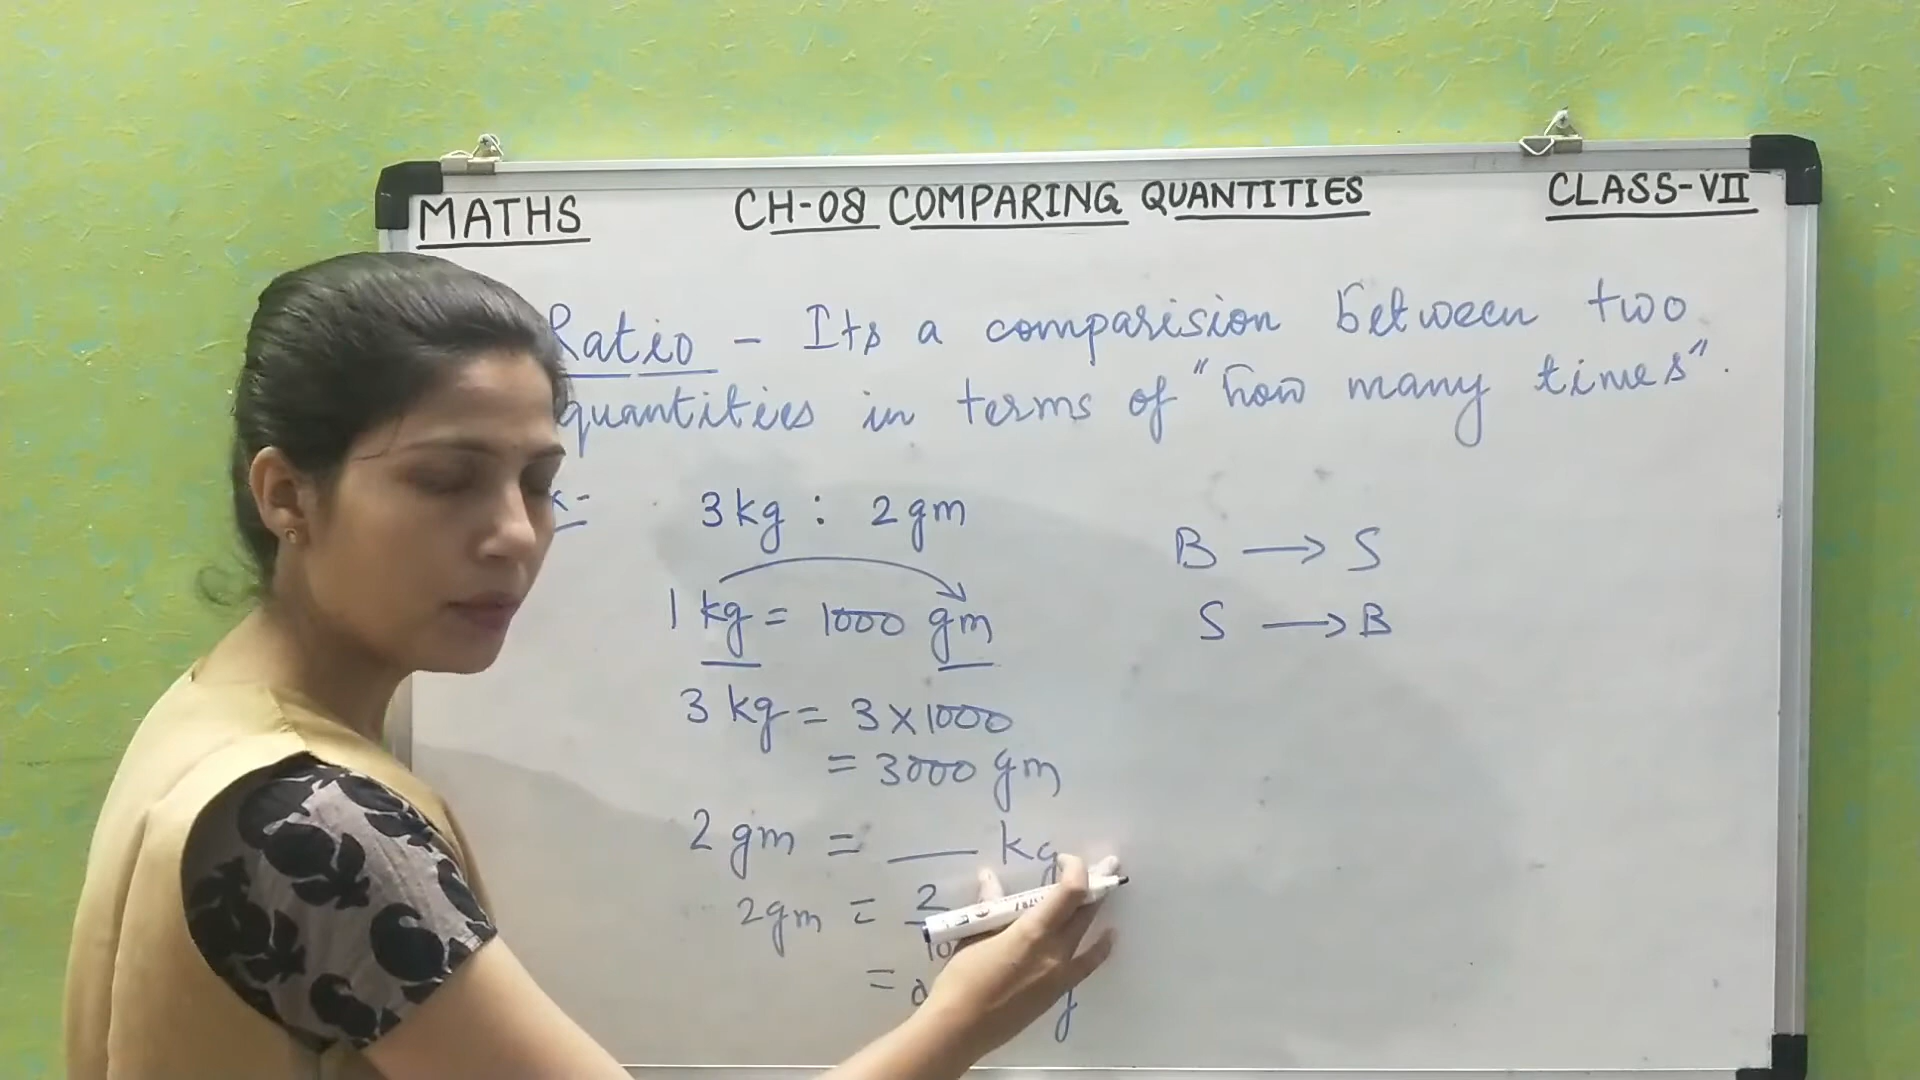 MATHS CH-08 COMPARING QUANTITIES CLASS-VII
Ratio - Its a comparision between two
quantities in terms of "how many times".
3kg : 2gm
B → S
1 kg = 1000 gm
S → B
3 kg = 3×1000
= 3000 gm
2 gm = ___ kg
2gm = 2
=